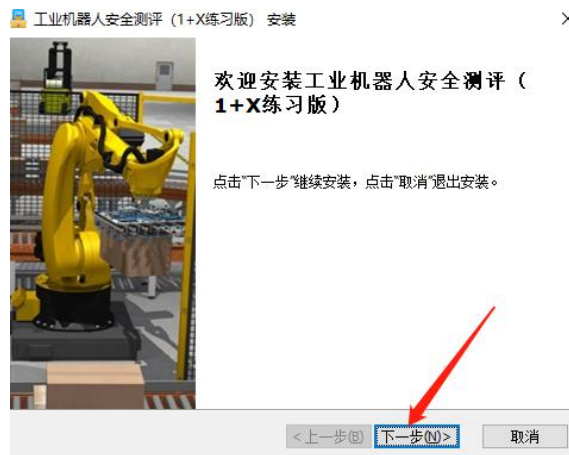 工业机器人安全测评（1+X练习版） 安装
欢迎安装工业机器人安全测评（
1+X练习版）
点击"下一步"继续安装，点击"取消"退出安装。
<上一步(B) 下一步(N)> 取消